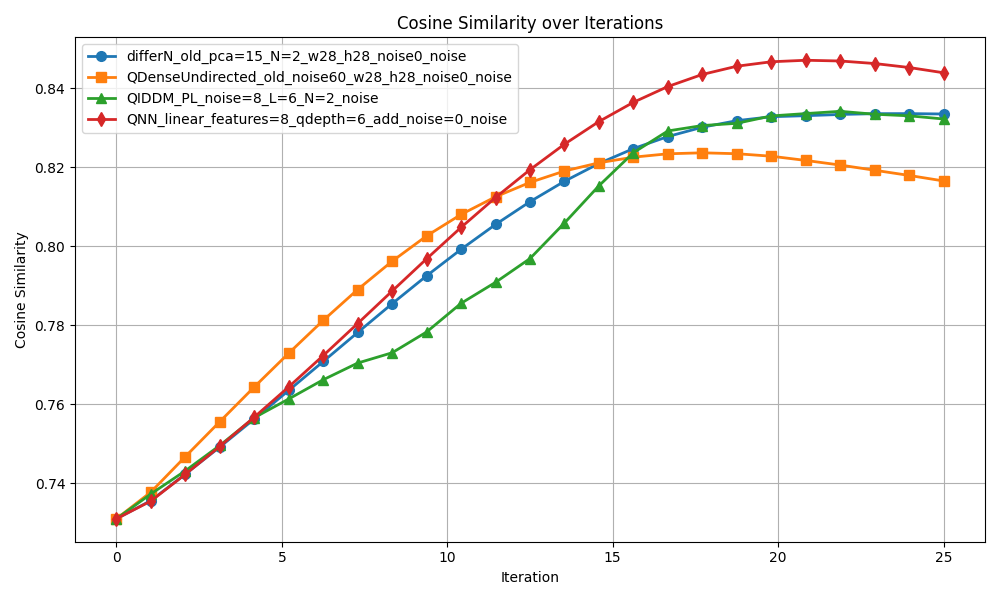 Cosine Similarity over Iterations
differN_old_pca=15_N=2_w28_h28_noise0_noise
QDenseUndirected_old_noise60_w28_h28_noise0_noise
QIDDM_PL_noise=8_L=6_N=2_noise
QNN_linear_features=8_qdepth=6_add_noise=0_noise
Cosine Similarity
0.84
0.82
0.80
0.78
0.76
0.74
0 5 10 15 20 25
Iteration